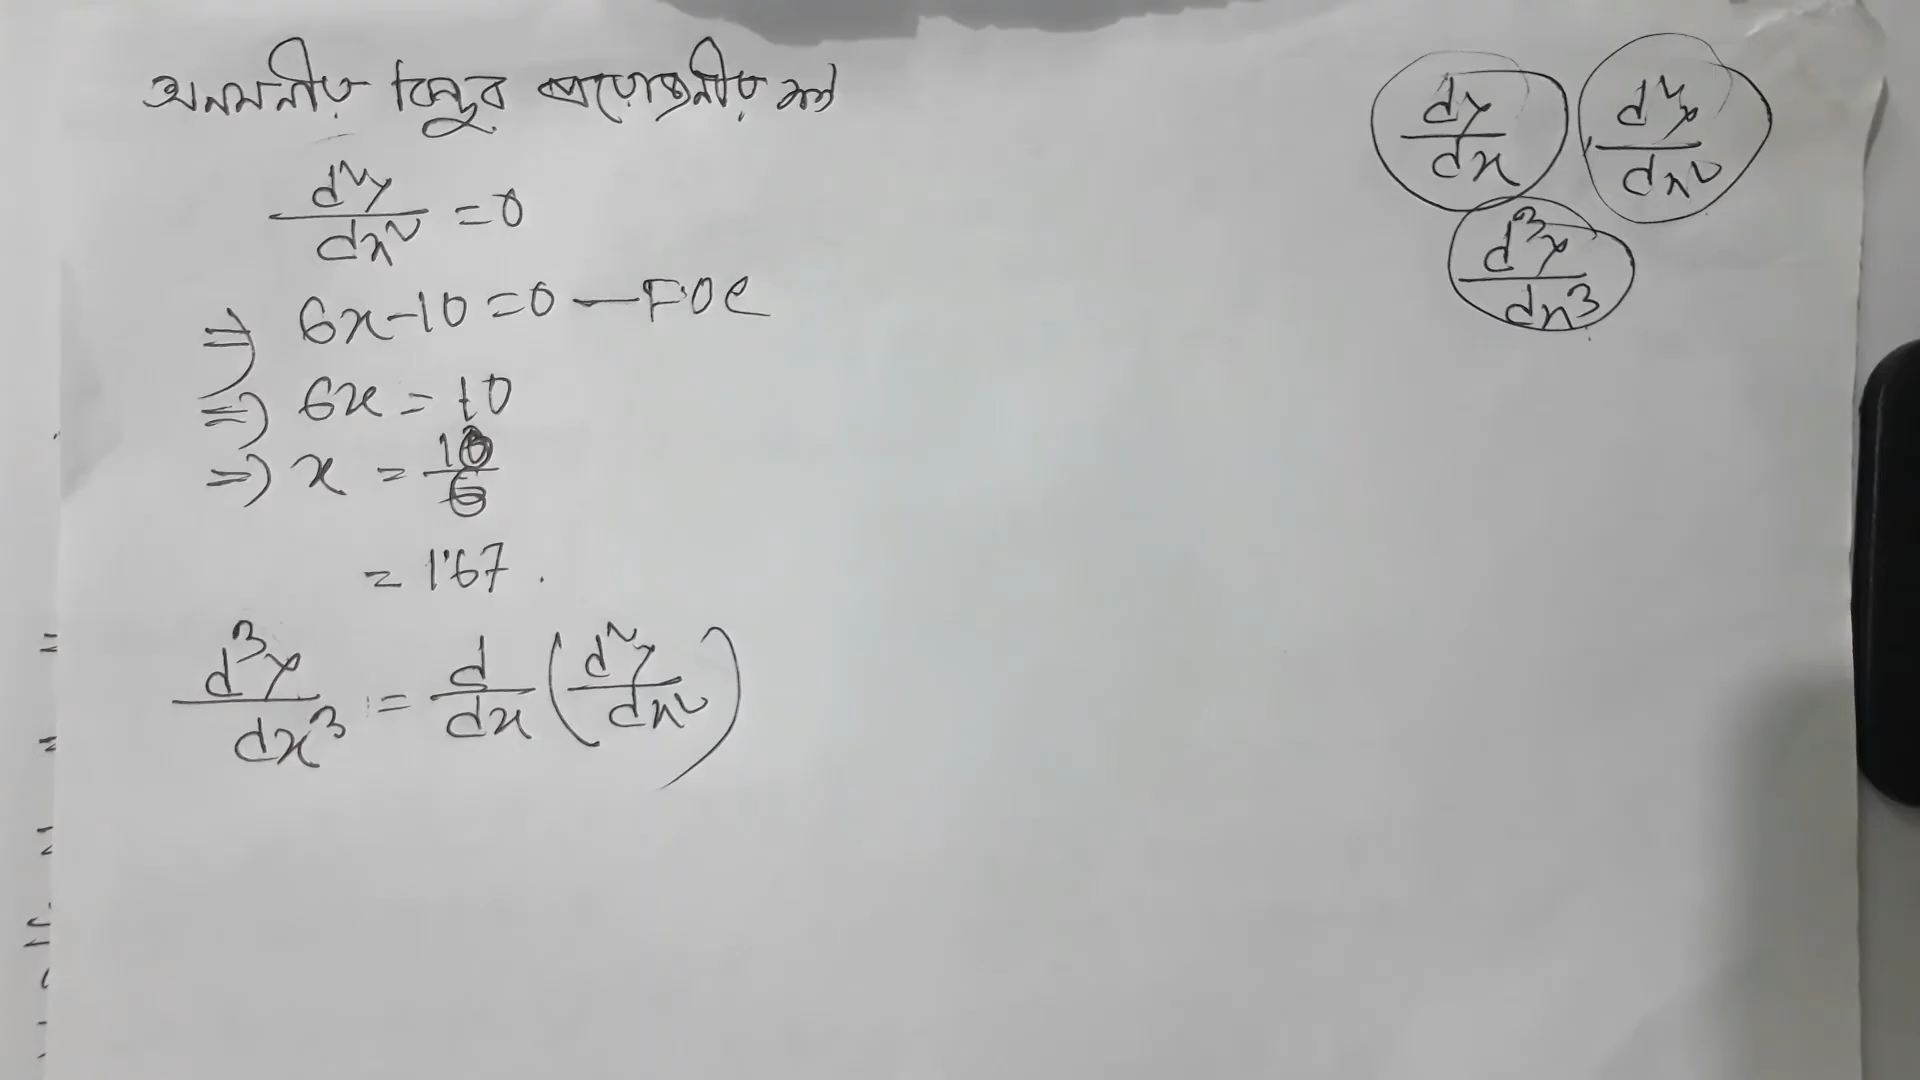 অনমনীয় বিন্দুর প্রয়োজনীয় শর্ত
d²y/dx² = 0
⇒ 6x-10=0 — FOC
⇒ 6x = 10
⇒ x = 10/6
= 1.67.
d³y/dx³ = d/dx (d²y/dx²)
dy/dx
d²y/dx²
d³y/dx³